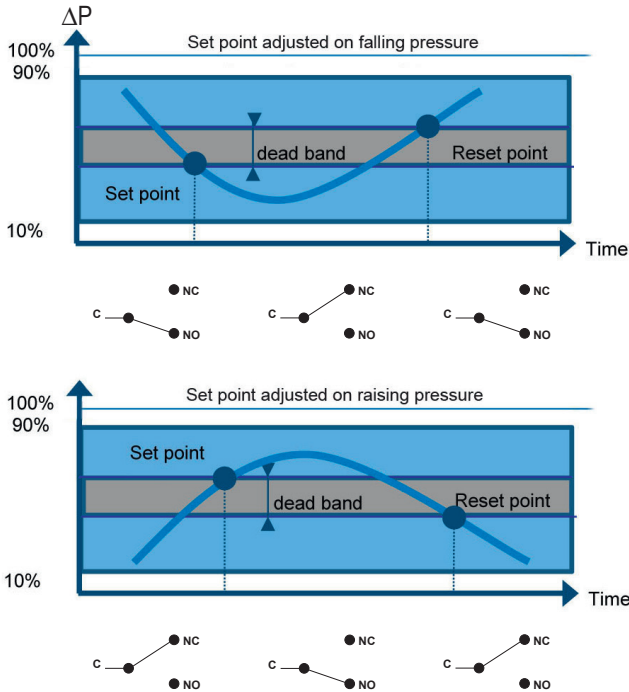 ΔP
Set point adjusted on falling pressure
100%
90%
dead band
Reset point
Set point
10%
Time
NC
NC
NC
C
C
C
NO
NO
NO
Set point adjusted on raising pressure
100%
90%
Set point
dead band
Reset point
10%
Time
NC
NC
NC
C
C
C
NO
NO
NO